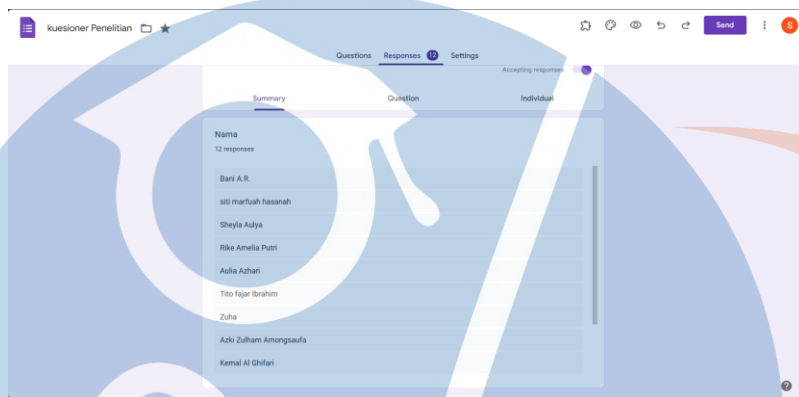 kuesioner Penelitian
Send
S
Questions Responses 12 Settings
Accepting responses
Summary Question Individual
Nama
12 responses
Bani A.R.
siti marfuah hasanah
Sheyla Aulya
Rike Amelia Putri
Aulia Azhari
Tito fajar Ibrahim
Zuha
Azki Zulham Amongsaufa
Kemal Al Ghifari